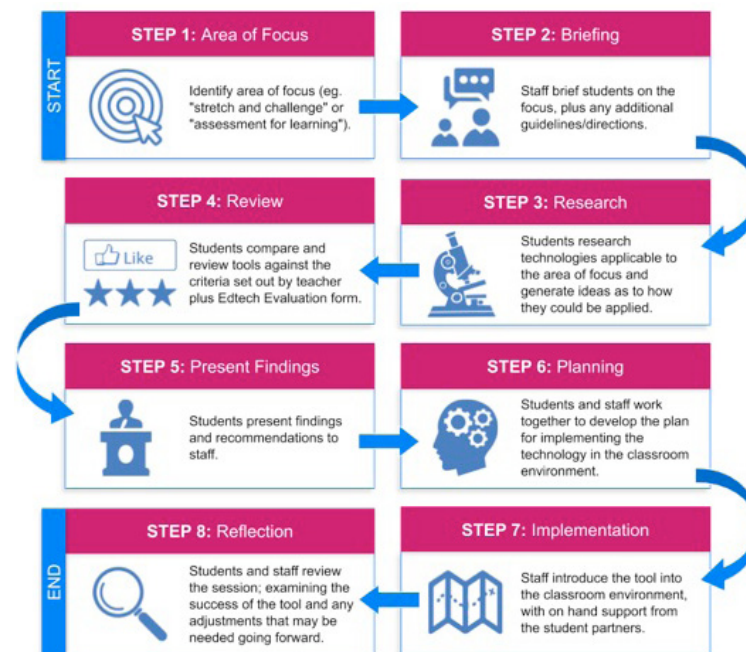 START
STEP 1: Area of Focus
Identify area of focus (eg.
"stretch and challenge" or
"assessment for learning").
STEP 2: Briefing
Staff brief students on the
focus, plus any additional
guidelines/directions.
STEP 3: Research
Students research
technologies applicable to
the area of focus and
generate ideas as to how
they could be applied.
STEP 4: Review
Like
Students compare and
review tools against the
criteria set out by teacher
plus Edtech Evaluation form.
STEP 5: Present Findings
Students present findings
and recommendations to
staff.
STEP 6: Planning
Students and staff work
together to develop the plan
for implementing the
technology in the classroom
environment.
STEP 7: Implementation
Staff introduce the tool into
the classroom environment,
with on hand support from
the student partners.
END
STEP 8: Reflection
Students and staff review
the session; examining the
success of the tool and any
adjustments that may be
needed going forward.